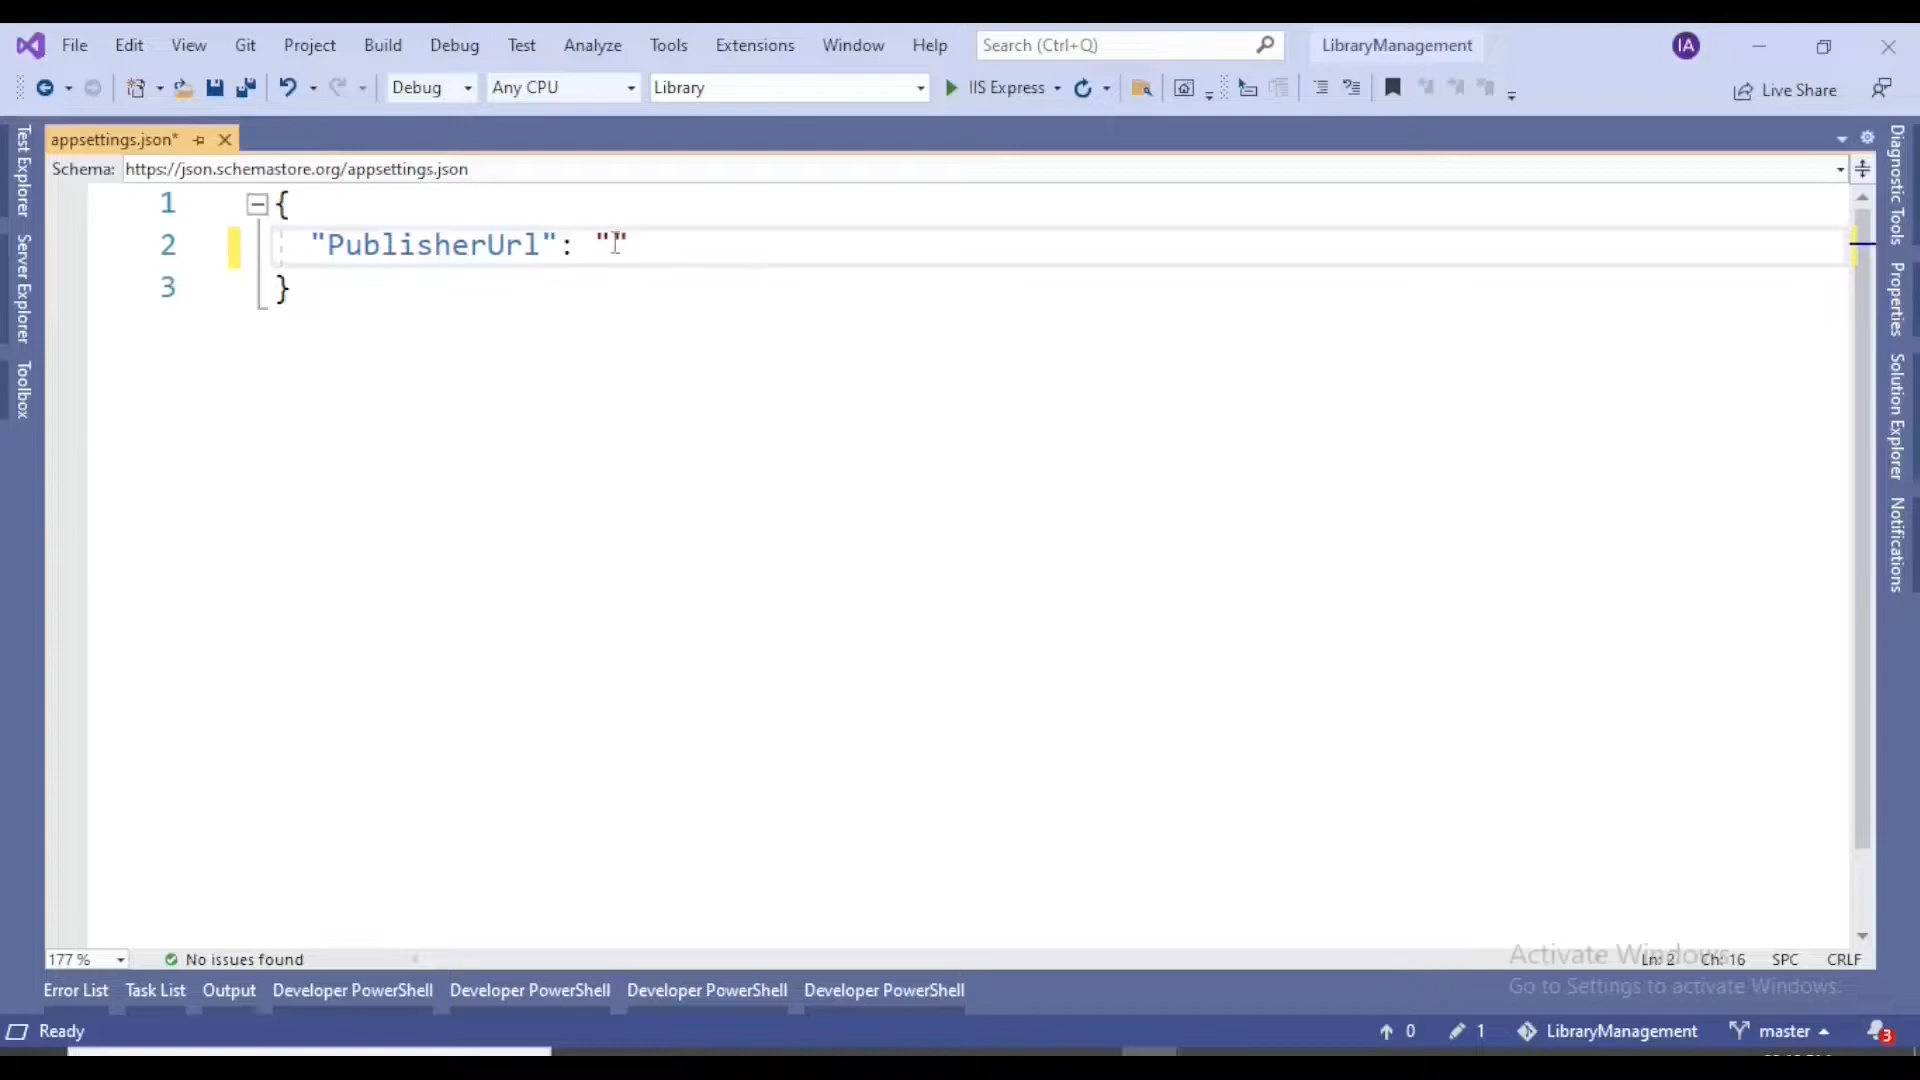 File Edit View Git Project Build Debug Test Analyze Tools Extensions Window Help Search (Ctrl+Q) LibraryManagement IA
Debug Any CPU Library IIS Express Live Share
appsettings.json*
Schema: https://json.schemastore.org/appsettings.json
Test Explorer
Server Explorer
Toolbox
1 {
2 "PublisherUrl": ""
3 }
Diagnostic Tools
Properties
Solution Explorer
Notifications
177 % No issues found Ln: 2 Ch: 16 SPC CRLF
Activate Windows
Go to Settings to activate Windows.
Error List Task List Output Developer PowerShell Developer PowerShell Developer PowerShell Developer PowerShell
Ready 0 1 LibraryManagement master 3